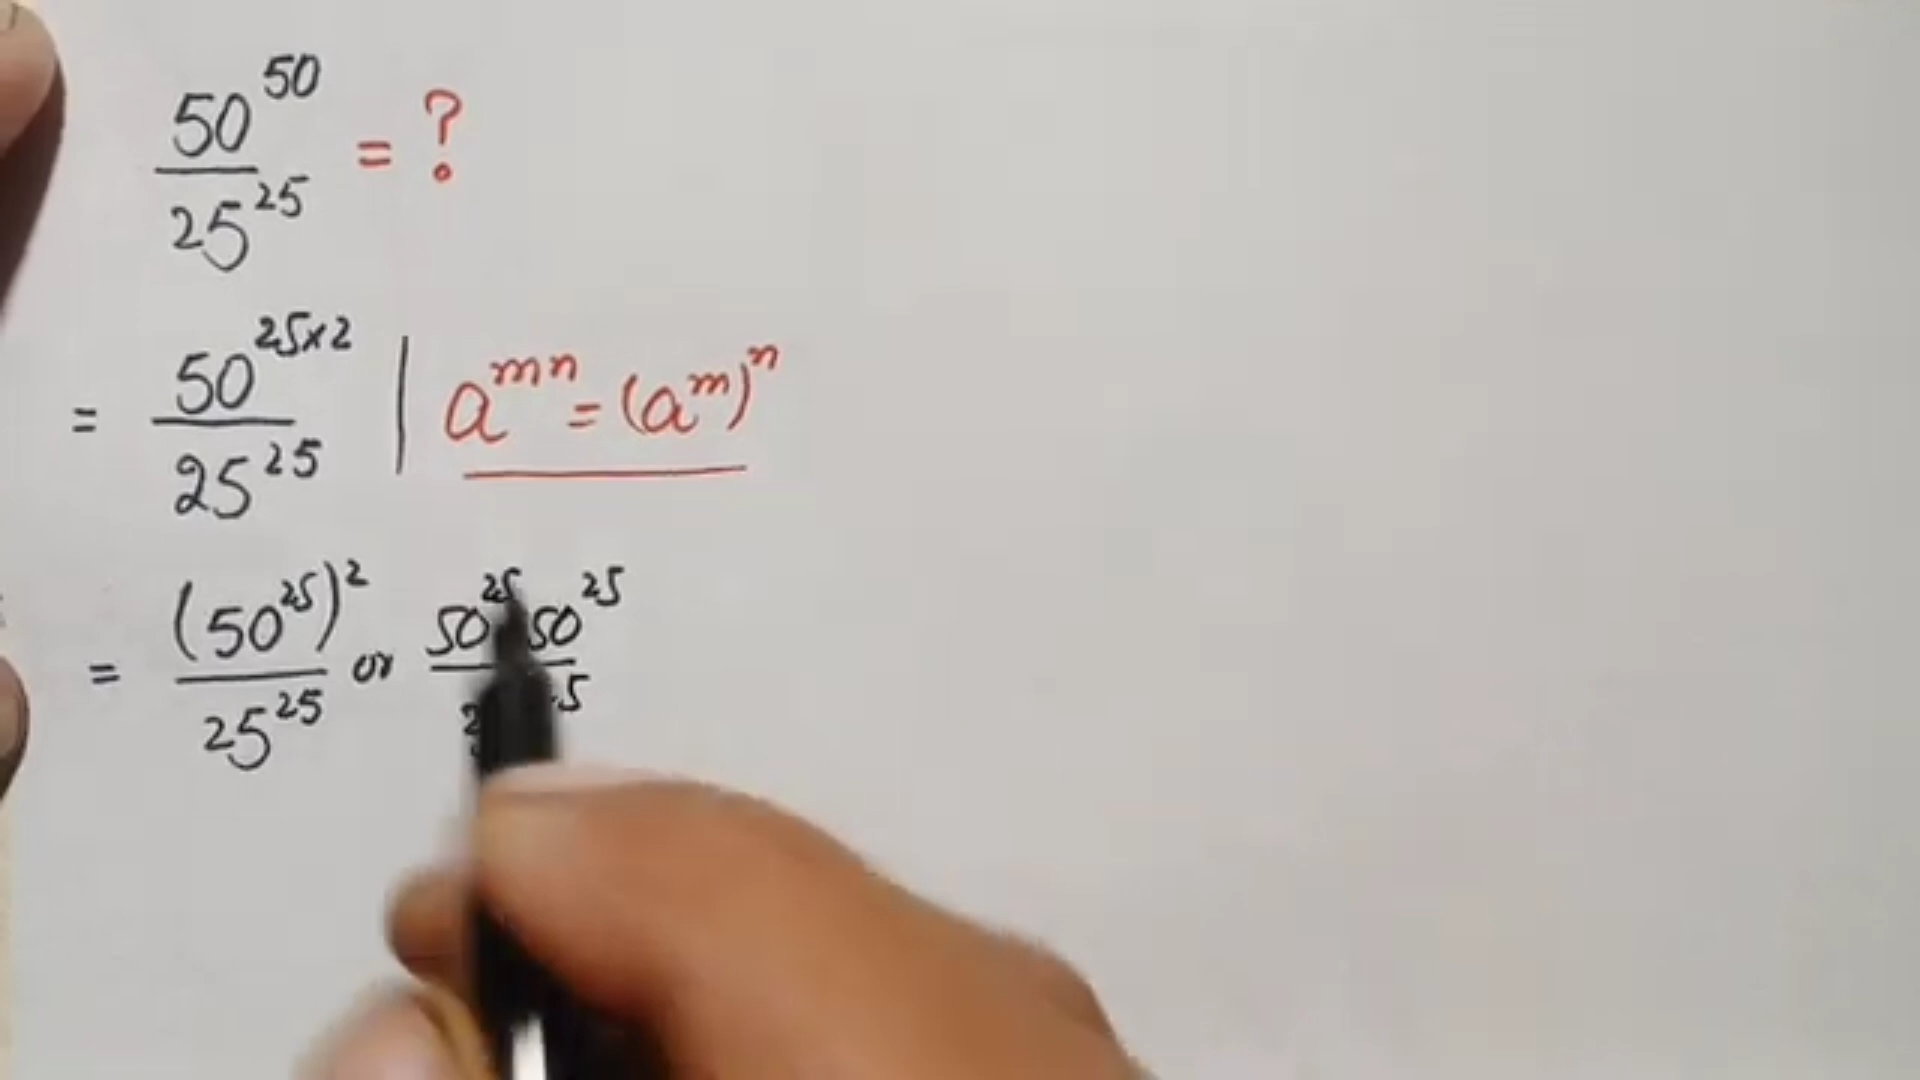 50^50 / 25^25 = ?
= 50^25×2 / 25^25 | a^mn = (a^m)^n
= (50^25)^2 / 25^25 or 50^25 50^25 /